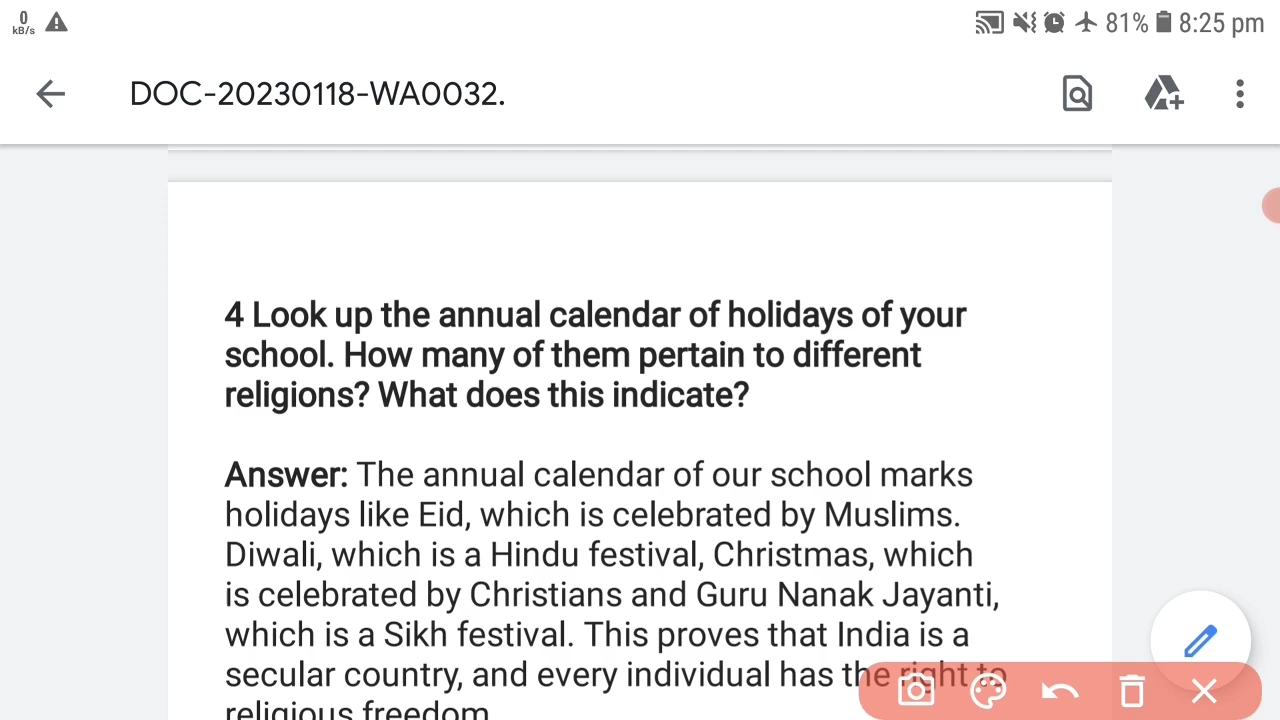 0
kB/s
81% 8:25 pm
DOC-20230118-WA0032.
4 Look up the annual calendar of holidays of your
school. How many of them pertain to different
religions? What does this indicate?
Answer: The annual calendar of our school marks
holidays like Eid, which is celebrated by Muslims.
Diwali, which is a Hindu festival, Christmas, which
is celebrated by Christians and Guru Nanak Jayanti,
which is a Sikh festival. This proves that India is a
secular country, and every individual has the right to
religious freedom